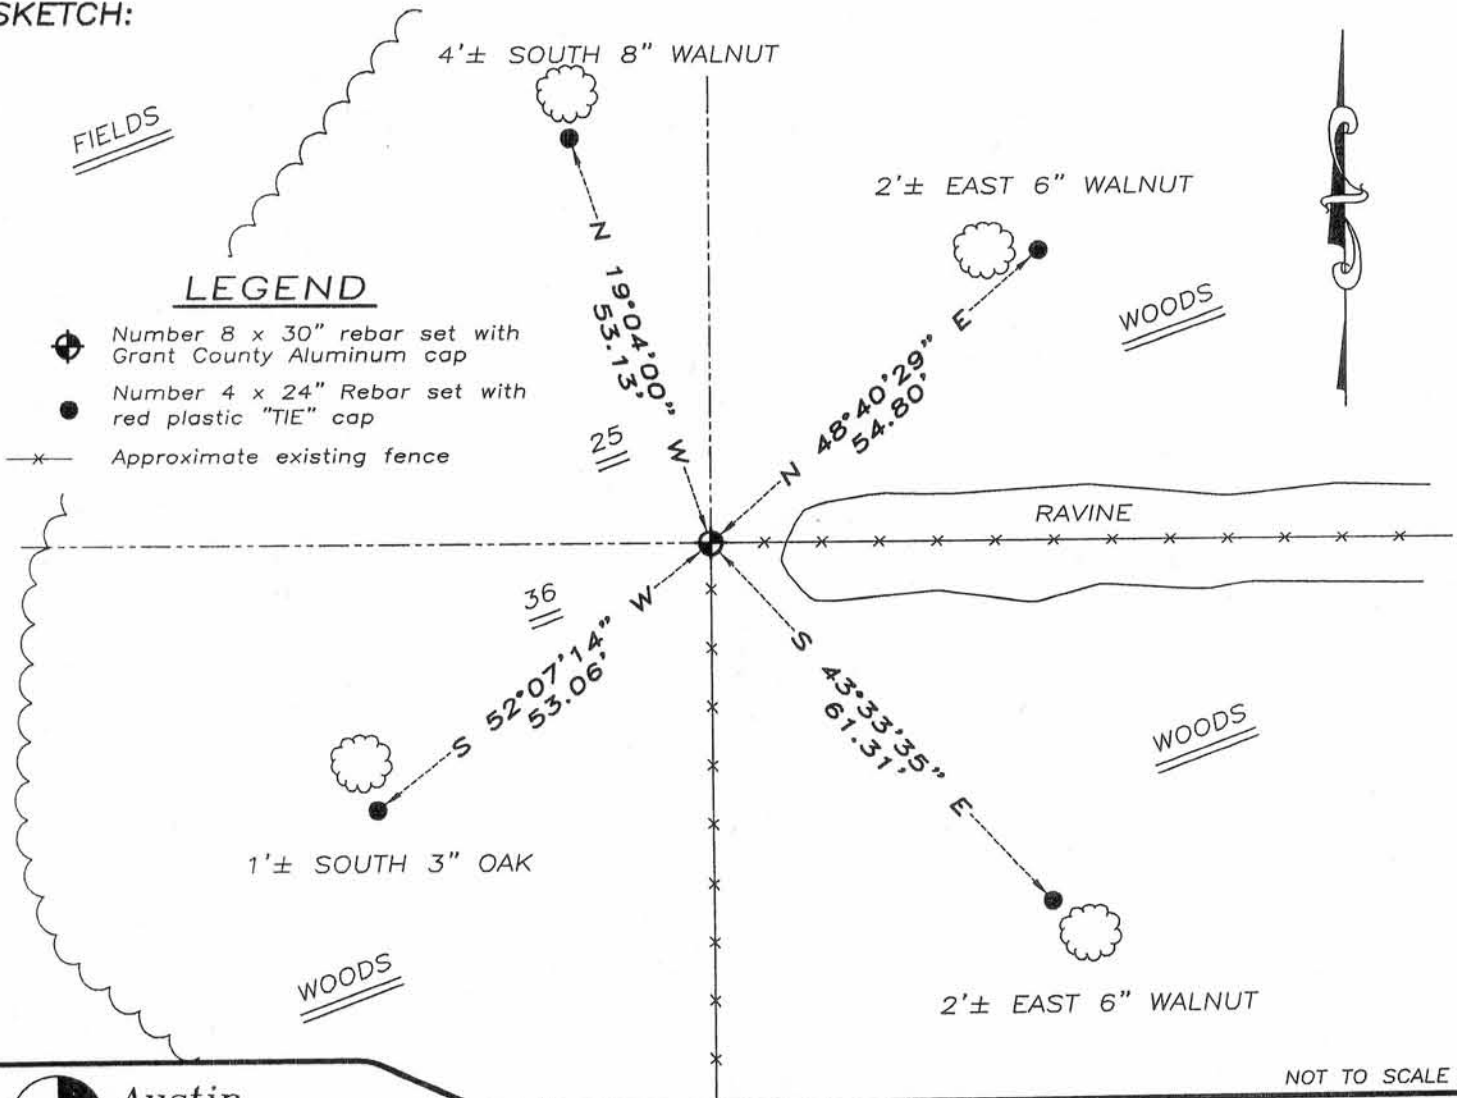 SKETCH:
4'± SOUTH 8" WALNUT
FIELDS
2'± EAST 6" WALNUT
N 19°04'00" W
53.13'
N 48°40'29" E
54.80'
WOODS
LEGEND
Number 8 x 30" rebar set with
Grant County Aluminum cap
Number 4 x 24" Rebar set with
red plastic "TIE" cap
Approximate existing fence
25
RAVINE
36
S 52°07'14" W
53.06'
S 43°33'35" E
61.31'
WOODS
1'± SOUTH 3" OAK
WOODS
2'± EAST 6" WALNUT
NOT TO SCALE
Austin